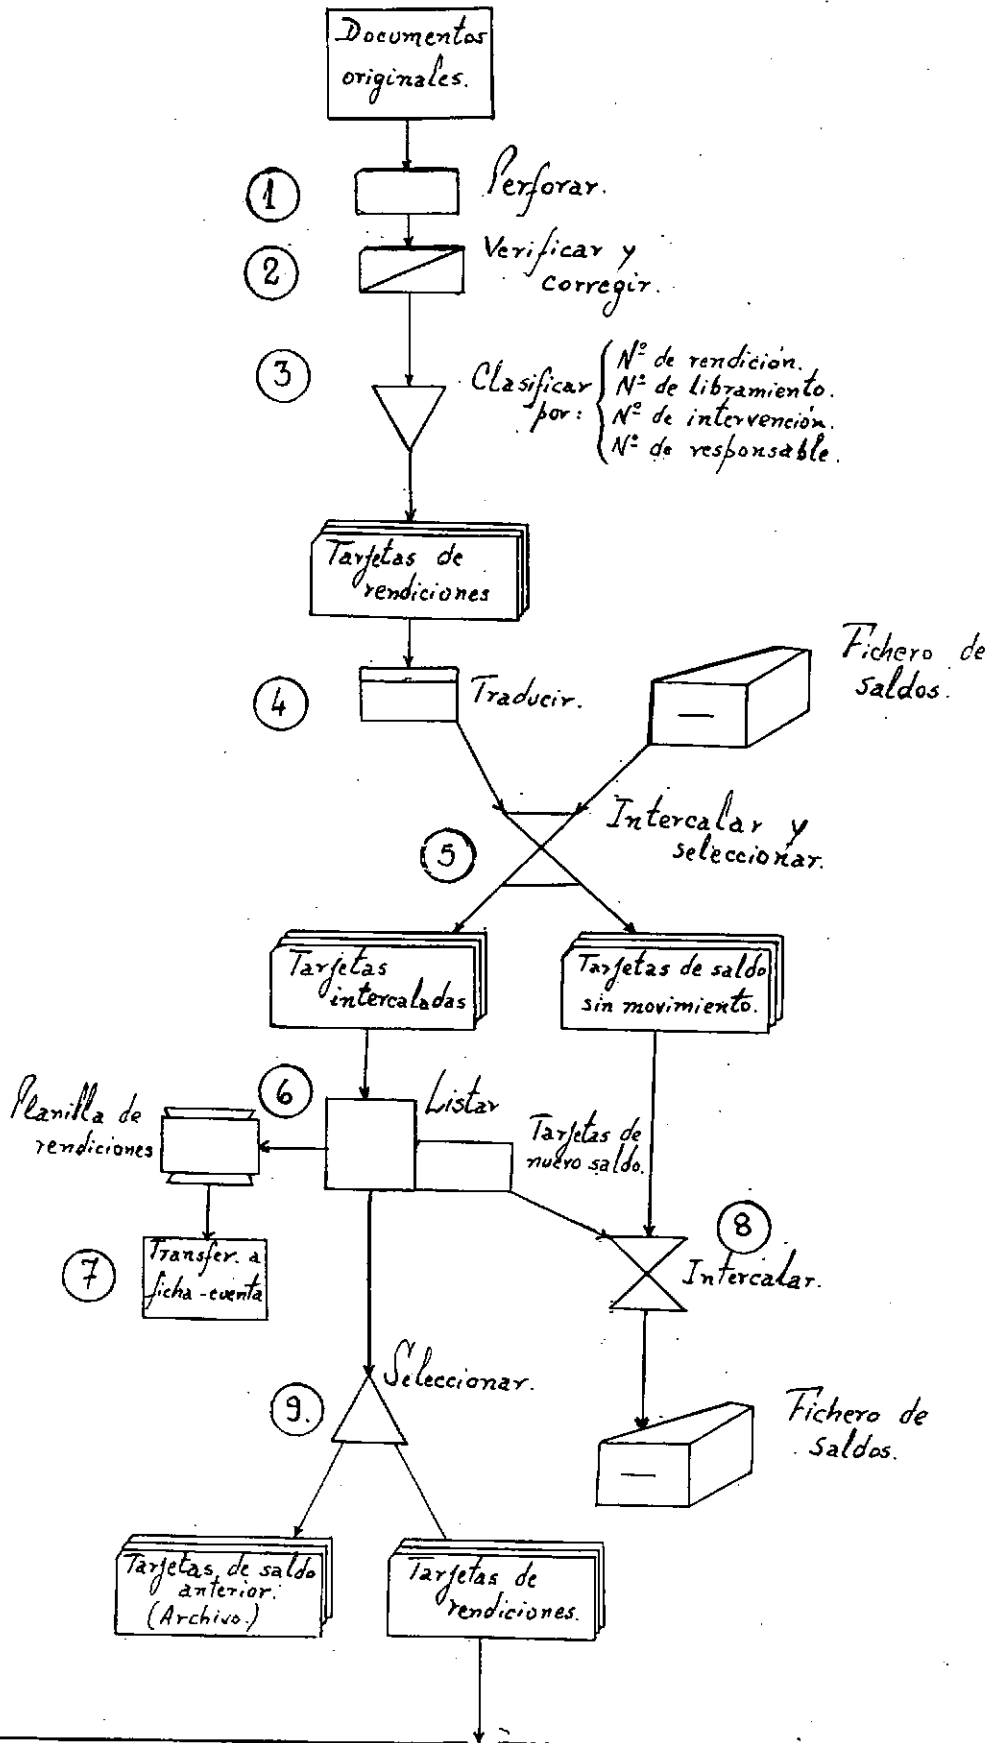 Documentos
originales.
1
Perforar.
2
Verificar y
corregir.
3
Clasificar
por:
Nº de rendición.
Nº de libramiento.
Nº de intervención.
Nº de responsable.
Tarjetas de
rendiciones
4
Traducir.
Fichero de
saldos.
5
Intercalar y
seleccionar.
Tarjetas
intercaladas
Tarjetas de saldo
sin movimiento.
Planilla de
rendiciones
6
Listar
Tarjetas de
nuevo saldo.
7
Transfer. a
ficha-cuenta
8
Intercalar.
9.
Seleccionar.
Fichero de
saldos.
Tarjetas de saldo
anterior.
(Archivo.)
Tarjetas de
rendiciones.